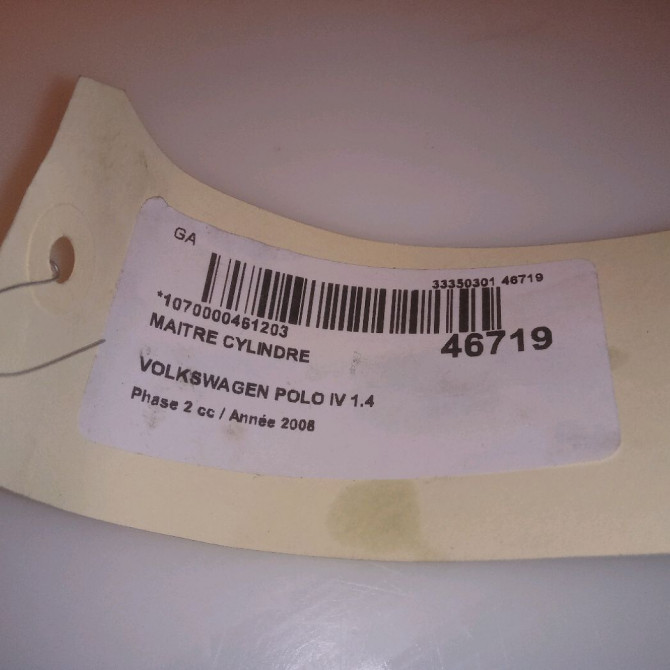 GA
33350301 46719
*1070000461203
46719
MAITRE CYLINDRE
VOLKSWAGEN POLO IV 1.4
Phase 2 cc / Année 2008